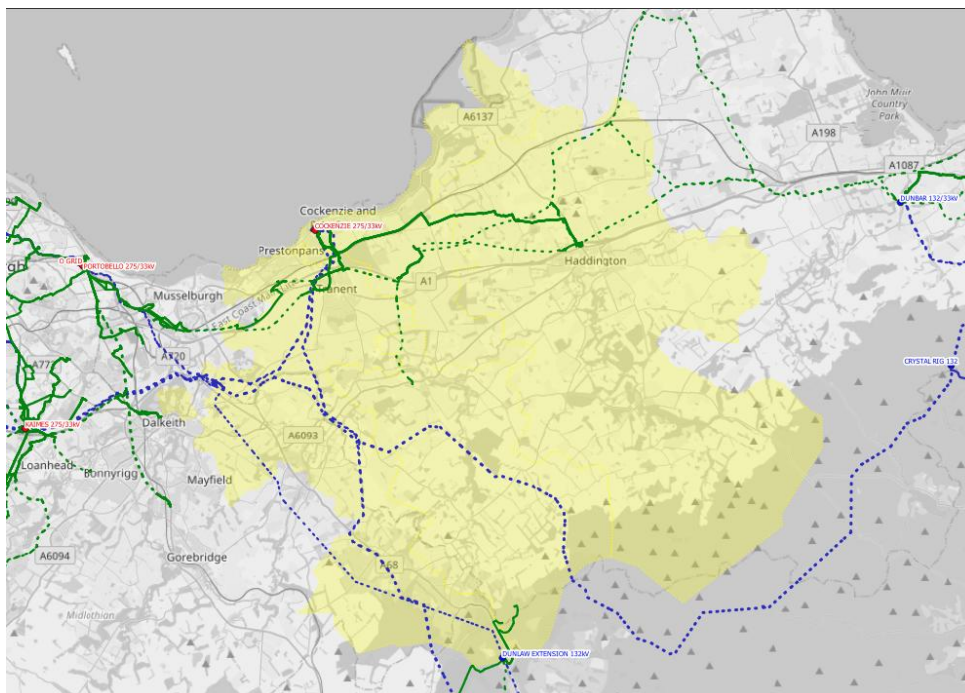 A6137
John Muir
Country
Park
A198
A1087
DUNBAR 132/33kV
Cockenzie and
COCKENZIE 275/33kV
Prestonpans
Haddington
PORTOBELLO 275/33kV
Musselburgh
Tranent
A1
A720
CRYSTAL RIG 132
KAIMES 275/33kV
Dalkeith
A6093
Loanhead
Bonnyrigg
Mayfield
A6094
Gorebridge
A68
Midlothian
DUNLAW EXTENSION 132kV